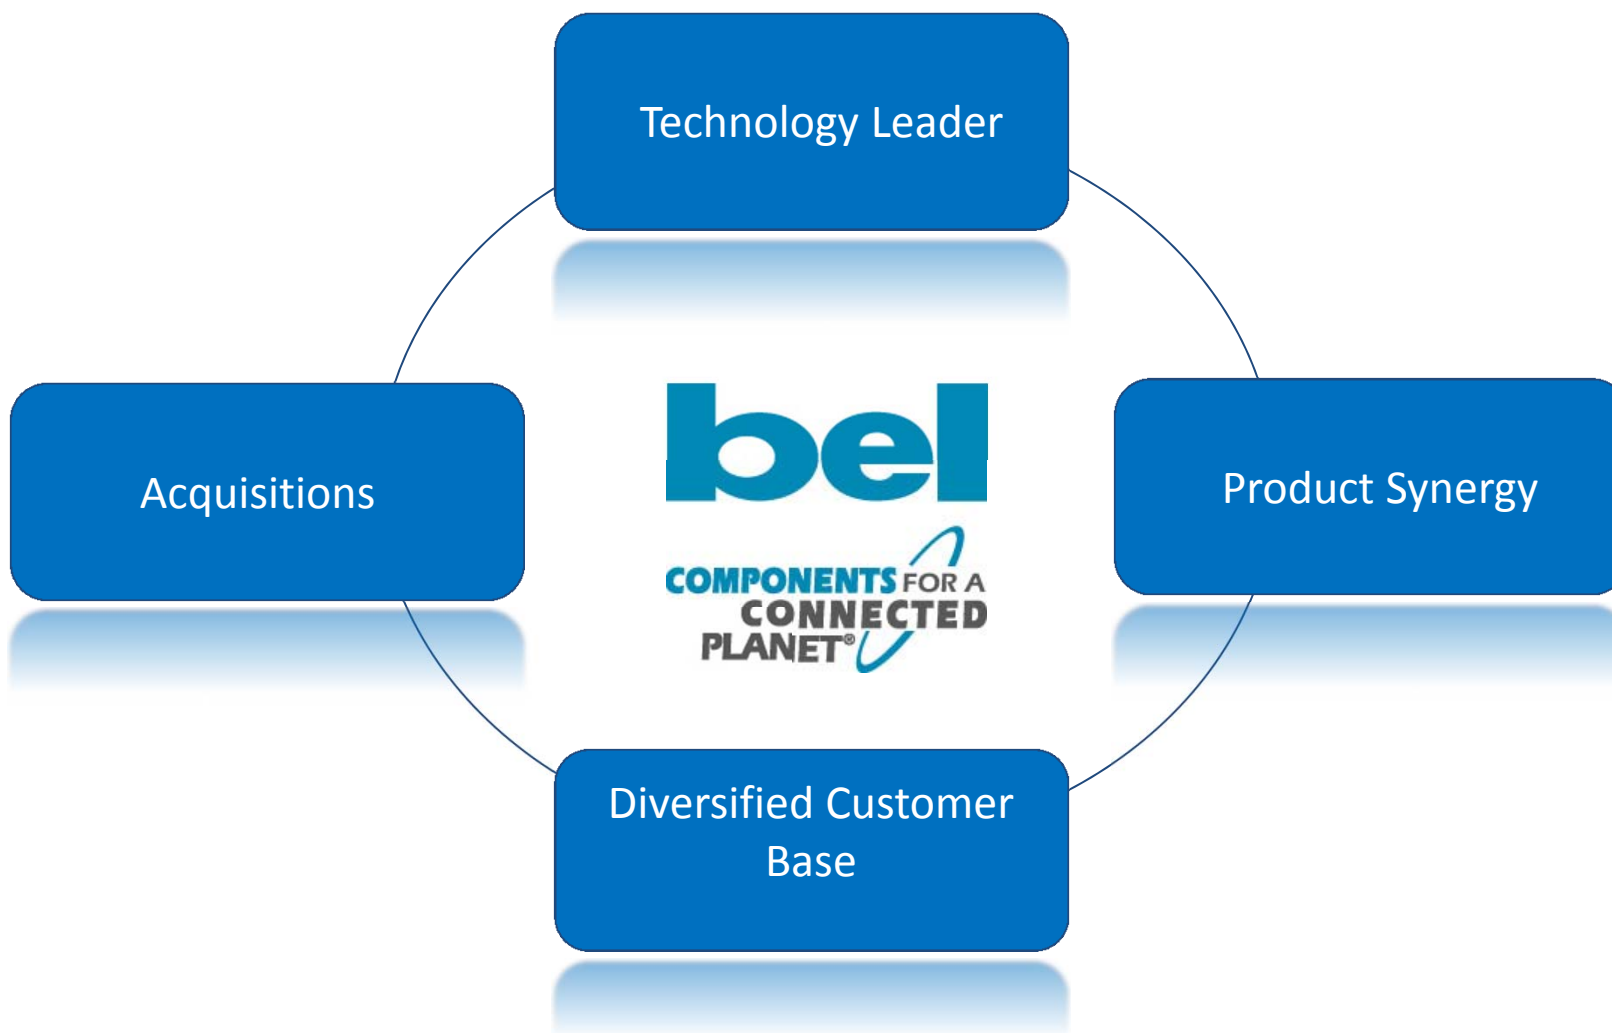 Technology Leader
Acquisitions
bel
COMPONENTS FOR A
CONNECTED
PLANET®
Product Synergy
Diversified Customer
Base